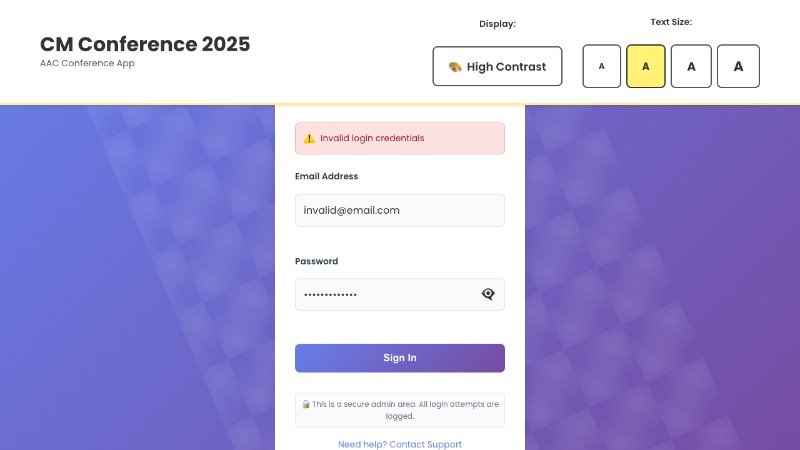 CM Conference 2025
AAC Conference App
Display:
🎨 High Contrast
Text Size:
A
A
A
A
⚠️ Invalid login credentials
Email Address
invalid@email.com
Password
•••••••••••••
Sign In
🔒 This is a secure admin area. All login attempts are
logged.
Need help? Contact Support